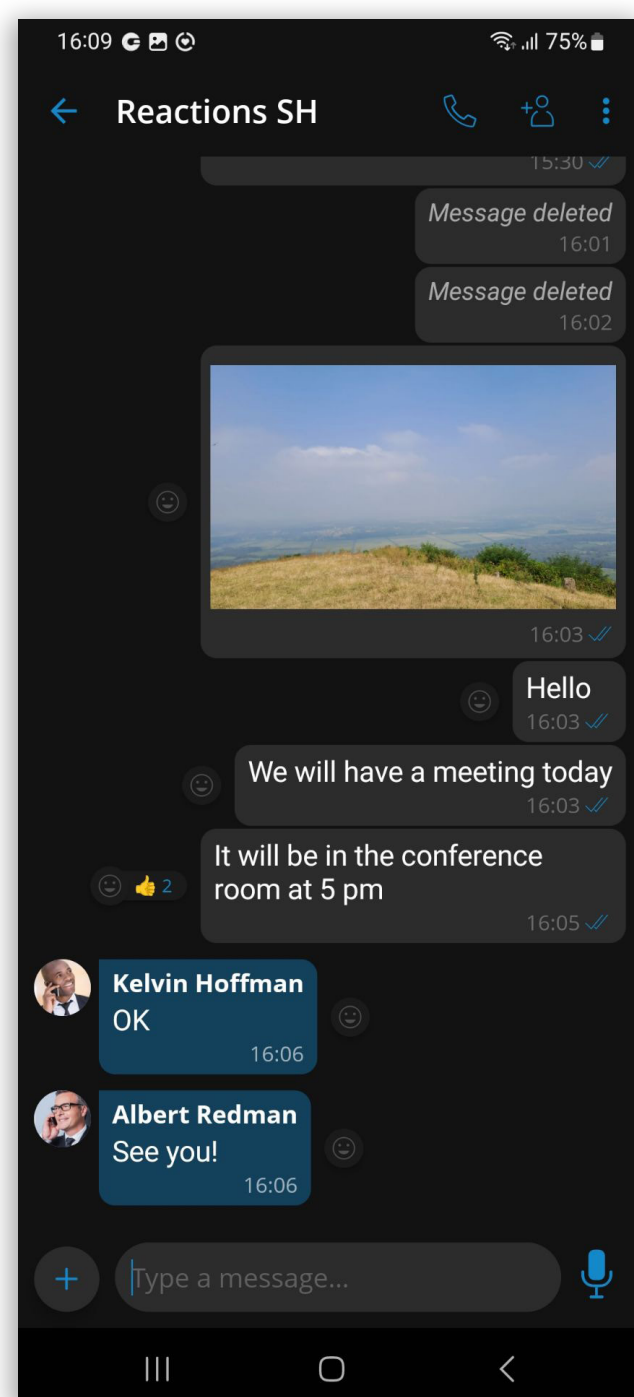 16:09 75%
Reactions SH
15:30
Message deleted
16:01
Message deleted
16:02
16:03
Hello
16:03
We will have a meeting today
16:03
It will be in the conference
room at 5 pm
2
16:05
Kelvin Hoffman
OK
16:06
Albert Redman
See you!
16:06
Type a message...